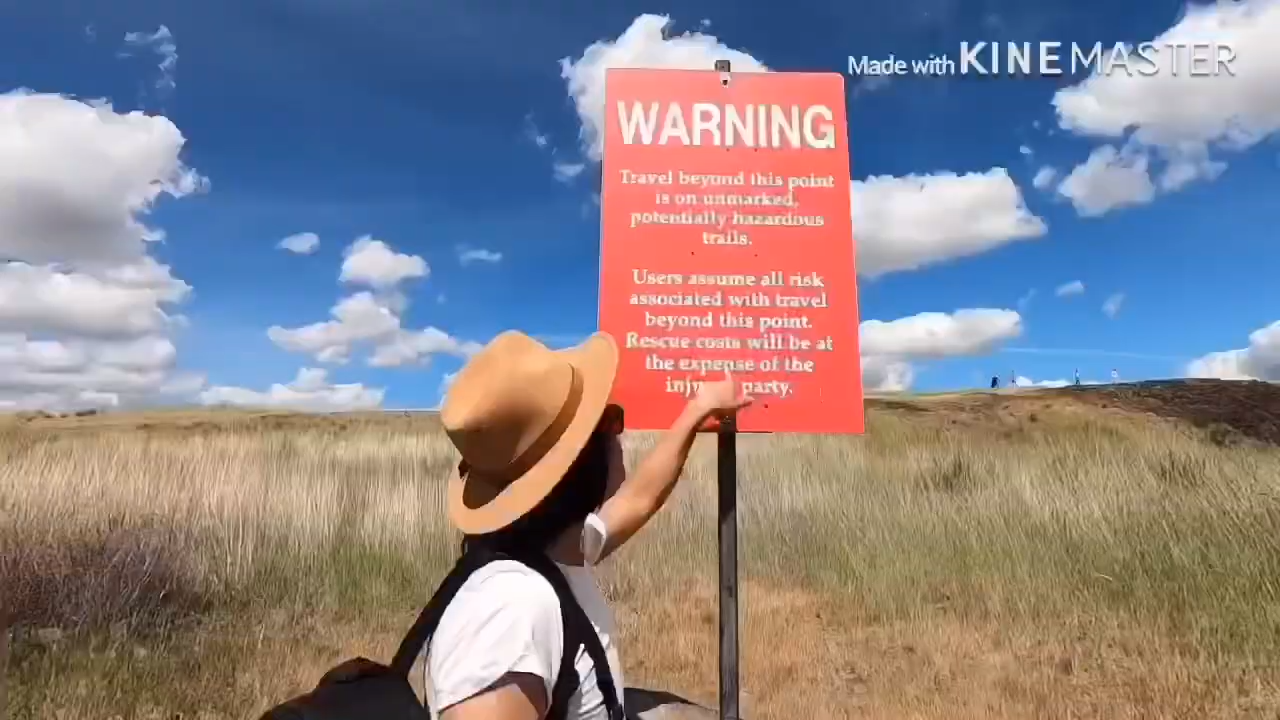 Made with KINEMASTER
WARNING
Travel beyond this point
is on unmarked,
potentially hazardous
trails.
Users assume all risk
associated with travel
beyond this point.
Rescue costs will be at
the expense of the
party.